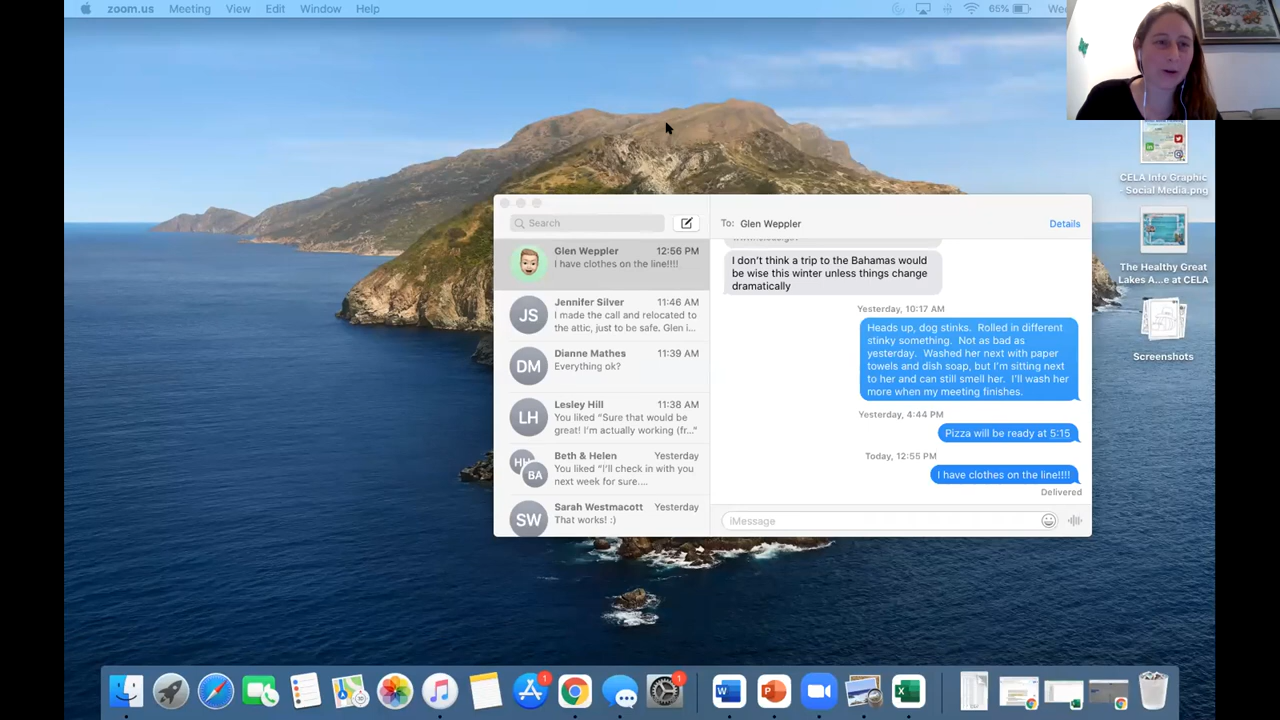 zoom.us Meeting View Edit Window Help
65%
Search
To: Glen Weppler
Details
Glen Weppler 12:56 PM
I have clothes on the line!!!!
JS
Jennifer Silver 11:46 AM
I made the call and relocated to
the attic, just to be safe. Glen i...
DM
Dianne Mathes 11:39 AM
Everything ok?
LH
Lesley Hill 11:38 AM
You liked “Sure that would be
great! I'm actually working (fr..."
BA
Beth & Helen Yesterday
You liked “I'll check in with you
next week for sure....
SW
Sarah Westmacott Yesterday
That works! :)
I don't think a trip to the Bahamas would
be wise this winter unless things change
dramatically
Yesterday, 10:17 AM
Heads up, dog stinks. Rolled in different
stinky something. Not as bad as
yesterday. Washed her next with paper
towels and dish soap, but I'm sitting next
to her and can still smell her. I'll wash her
more when my meeting finishes.
Yesterday, 4:44 PM
Pizza will be ready at 5:15
Today, 12:55 PM
I have clothes on the line!!!!
Delivered
iMessage
CELA Info Graphic
- Social Media.png
The Healthy Great
Lakes A...e at CELA
Screenshots
1
1
W
P
X